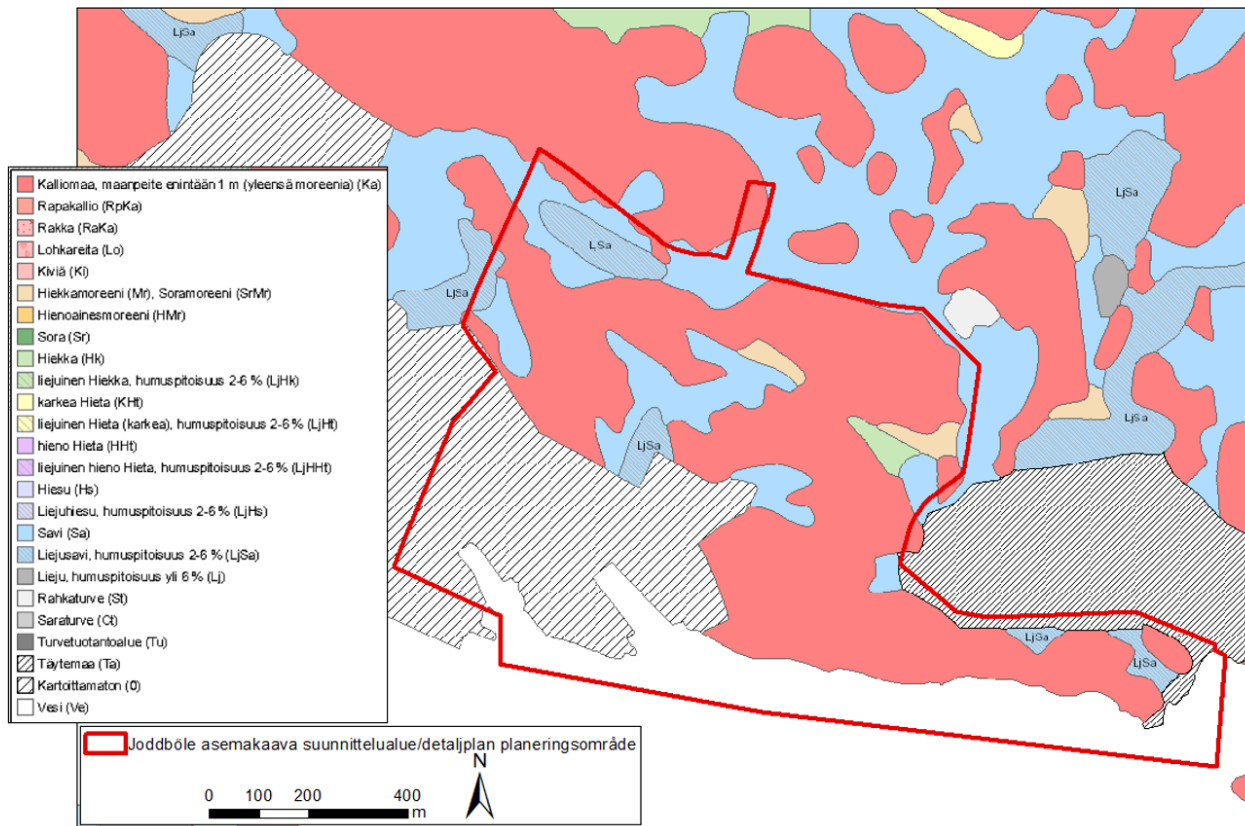 LjSa
LjSa
LjSa
LjSa
LjSa
LjSa
LjSa
LjSa
Kalliomaa, maanpeite enintään 1 m (yleensä moreenia) (Ka)
Rapakallio (RpKa)
Rakka (RaKa)
Lohkareita (Lo)
Kiviä (Ki)
Hiekkamoreeni (Mr), Soramoreeni (SrMr)
Hienoainesmoreeni (HMr)
Sora (Sr)
Hiekka (Hk)
liejuinen Hiekka, humuspitoisuus 2-6 % (LjHk)
karkea Hieta (KHt)
liejuinen Hieta (karkea), humuspitoisuus 2-6% (LjHt)
hieno Hieta (HHt)
liejuinen hieno Hieta, humuspitoisuus 2-6% (LjHHt)
Hiesu (Hs)
Liejuhiesu, humuspitoisuus 2-6% (LjHs)
Savi (Sa)
Liejusavi, humuspitoisuus 2-6 % (LjSa)
Lieju, humuspitoisuus yli 6% (Lj)
Rahkaturve (St)
Saraturve (Ct)
Turvetuotantoalue (Tu)
Täytemaa (Ta)
Kartoittamaton (0)
Vesi (Ve)
Joddböle asemakaava suunnittelualue/detaljplan planeringsområde
N
0 100 200 400
m